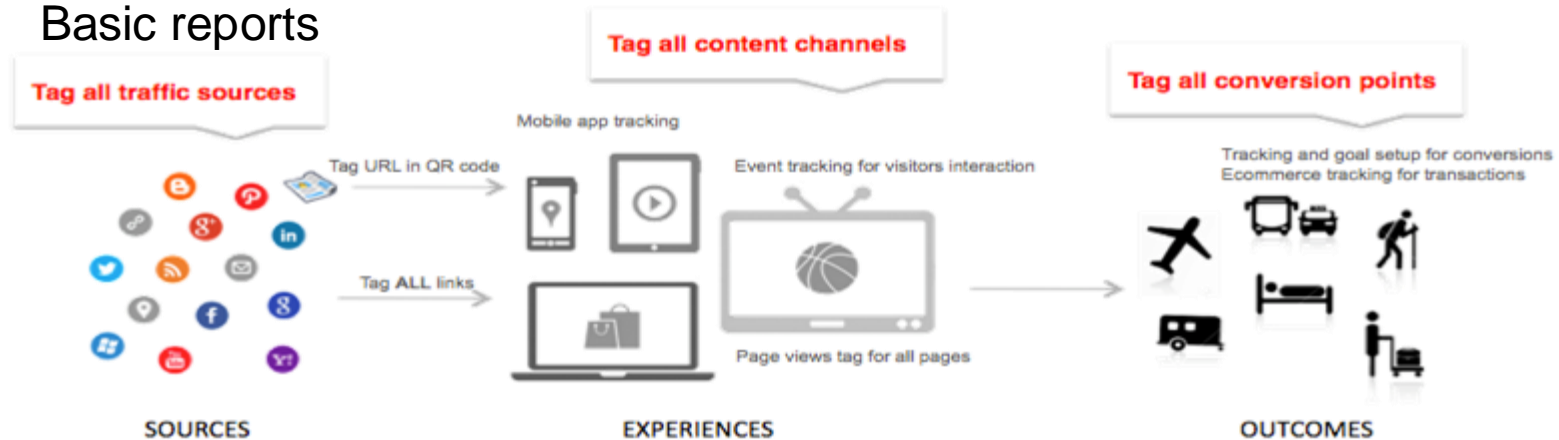 Basic reports
Tag all traffic sources
Tag all content channels
Tag all conversion points
Mobile app tracking
Tag URL in QR code
Event tracking for visitors interaction
Tracking and goal setup for conversions
Ecommerce tracking for transactions
g+
in
Tag ALL links
f
g
Y!
Page views tag for all pages
SOURCES
EXPERIENCES
OUTCOMES